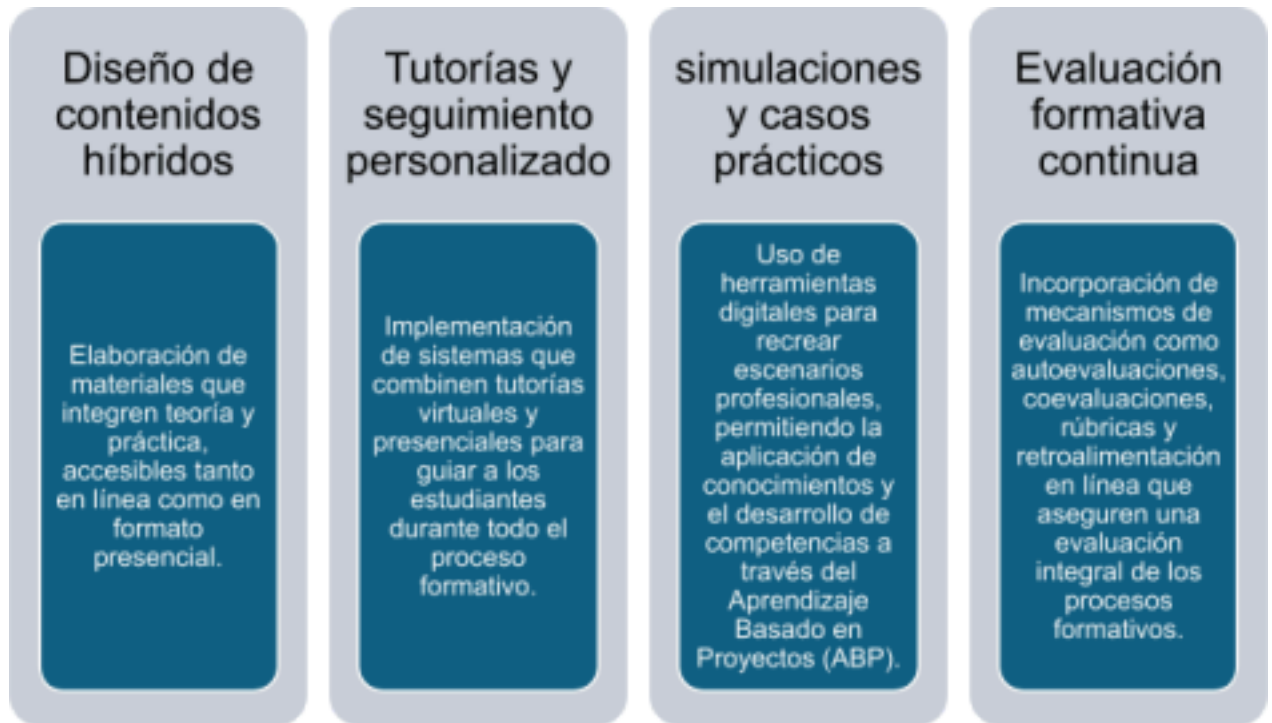 Diseño de
contenidos
híbridos
Elaboración de
materiales que
integren teoría y
práctica,
accesibles tanto
en línea como en
formato
presencial.
Tutorías y
seguimiento
personalizado
Implementación
de sistemas que
combinen tutorías
virtuales y
presenciales para
guiar a los
estudiantes
durante todo el
proceso
formativo.
simulaciones
y casos
prácticos
Uso de
herramientas
digitales para
recrear
escenarios
profesionales,
permitiendo la
aplicación de
conocimientos y
el desarrollo de
competencias a
través del
Aprendizaje
Basado en
Proyectos (ABP).
Evaluación
formativa
continua
Incorporación de
mecanismos de
evaluación como
autoevaluaciones,
coevaluaciones,
rúbricas y
retroalimentación
en línea que
aseguren una
evaluación
integral de los
procesos
formativos.